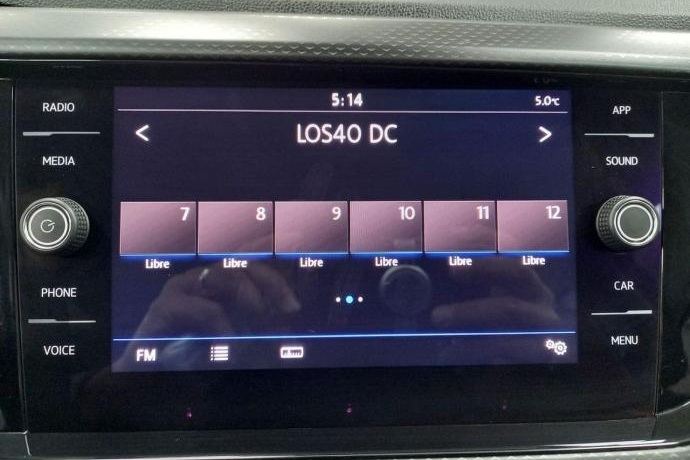 RADIO
MEDIA
PHONE
VOICE
5:14
5.0°C
< LOS40 DC >
7 8 9 10 11 12
Libre Libre Libre Libre Libre Libre
FM
APP
SOUND
CAR
MENU